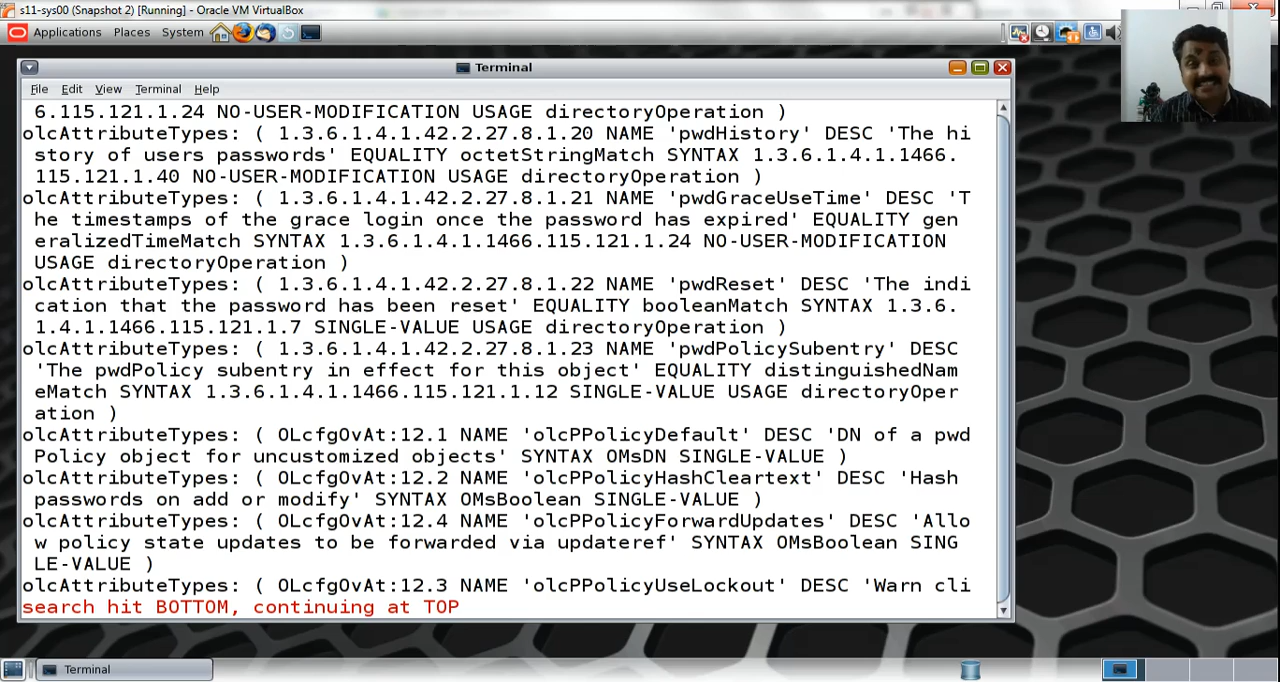 s11-sys00 (Snapshot 2) [Running] - Oracle VM VirtualBox
Applications Places System
Terminal
File Edit View Terminal Help
6.115.121.1.24 NO-USER-MODIFICATION USAGE directoryOperation )
olcAttributeTypes: ( 1.3.6.1.4.1.42.2.27.8.1.20 NAME 'pwdHistory' DESC 'The hi
story of users passwords' EQUALITY octetStringMatch SYNTAX 1.3.6.1.4.1.1466.
115.121.1.40 NO-USER-MODIFICATION USAGE directoryOperation )
olcAttributeTypes: ( 1.3.6.1.4.1.42.2.27.8.1.21 NAME 'pwdGraceUseTime' DESC 'T
he timestamps of the grace login once the password has expired' EQUALITY gen
eralizedTimeMatch SYNTAX 1.3.6.1.4.1.1466.115.121.1.24 NO-USER-MODIFICATION
USAGE directoryOperation )
olcAttributeTypes: ( 1.3.6.1.4.1.42.2.27.8.1.22 NAME 'pwdReset' DESC 'The indi
cation that the password has been reset' EQUALITY booleanMatch SYNTAX 1.3.6.
1.4.1.1466.115.121.1.7 SINGLE-VALUE USAGE directoryOperation )
olcAttributeTypes: ( 1.3.6.1.4.1.42.2.27.8.1.23 NAME 'pwdPolicySubentry' DESC
'The pwdPolicy subentry in effect for this object' EQUALITY distinguishedNam
eMatch SYNTAX 1.3.6.1.4.1.1466.115.121.1.12 SINGLE-VALUE USAGE directoryOper
ation )
olcAttributeTypes: ( OLcfgOvAt:12.1 NAME 'olcPPolicyDefault' DESC 'DN of a pwd
Policy object for uncustomized objects' SYNTAX OMsDN SINGLE-VALUE )
olcAttributeTypes: ( OLcfgOvAt:12.2 NAME 'olcPPolicyHashCleartext' DESC 'Hash
passwords on add or modify' SYNTAX OMsBoolean SINGLE-VALUE )
olcAttributeTypes: ( OLcfgOvAt:12.4 NAME 'olcPPolicyForwardUpdates' DESC 'Allo
w policy state updates to be forwarded via updateref' SYNTAX OMsBoolean SING
LE-VALUE )
olcAttributeTypes: ( OLcfgOvAt:12.3 NAME 'olcPPolicyUseLockout' DESC 'Warn cli
search hit BOTTOM, continuing at TOP
Terminal